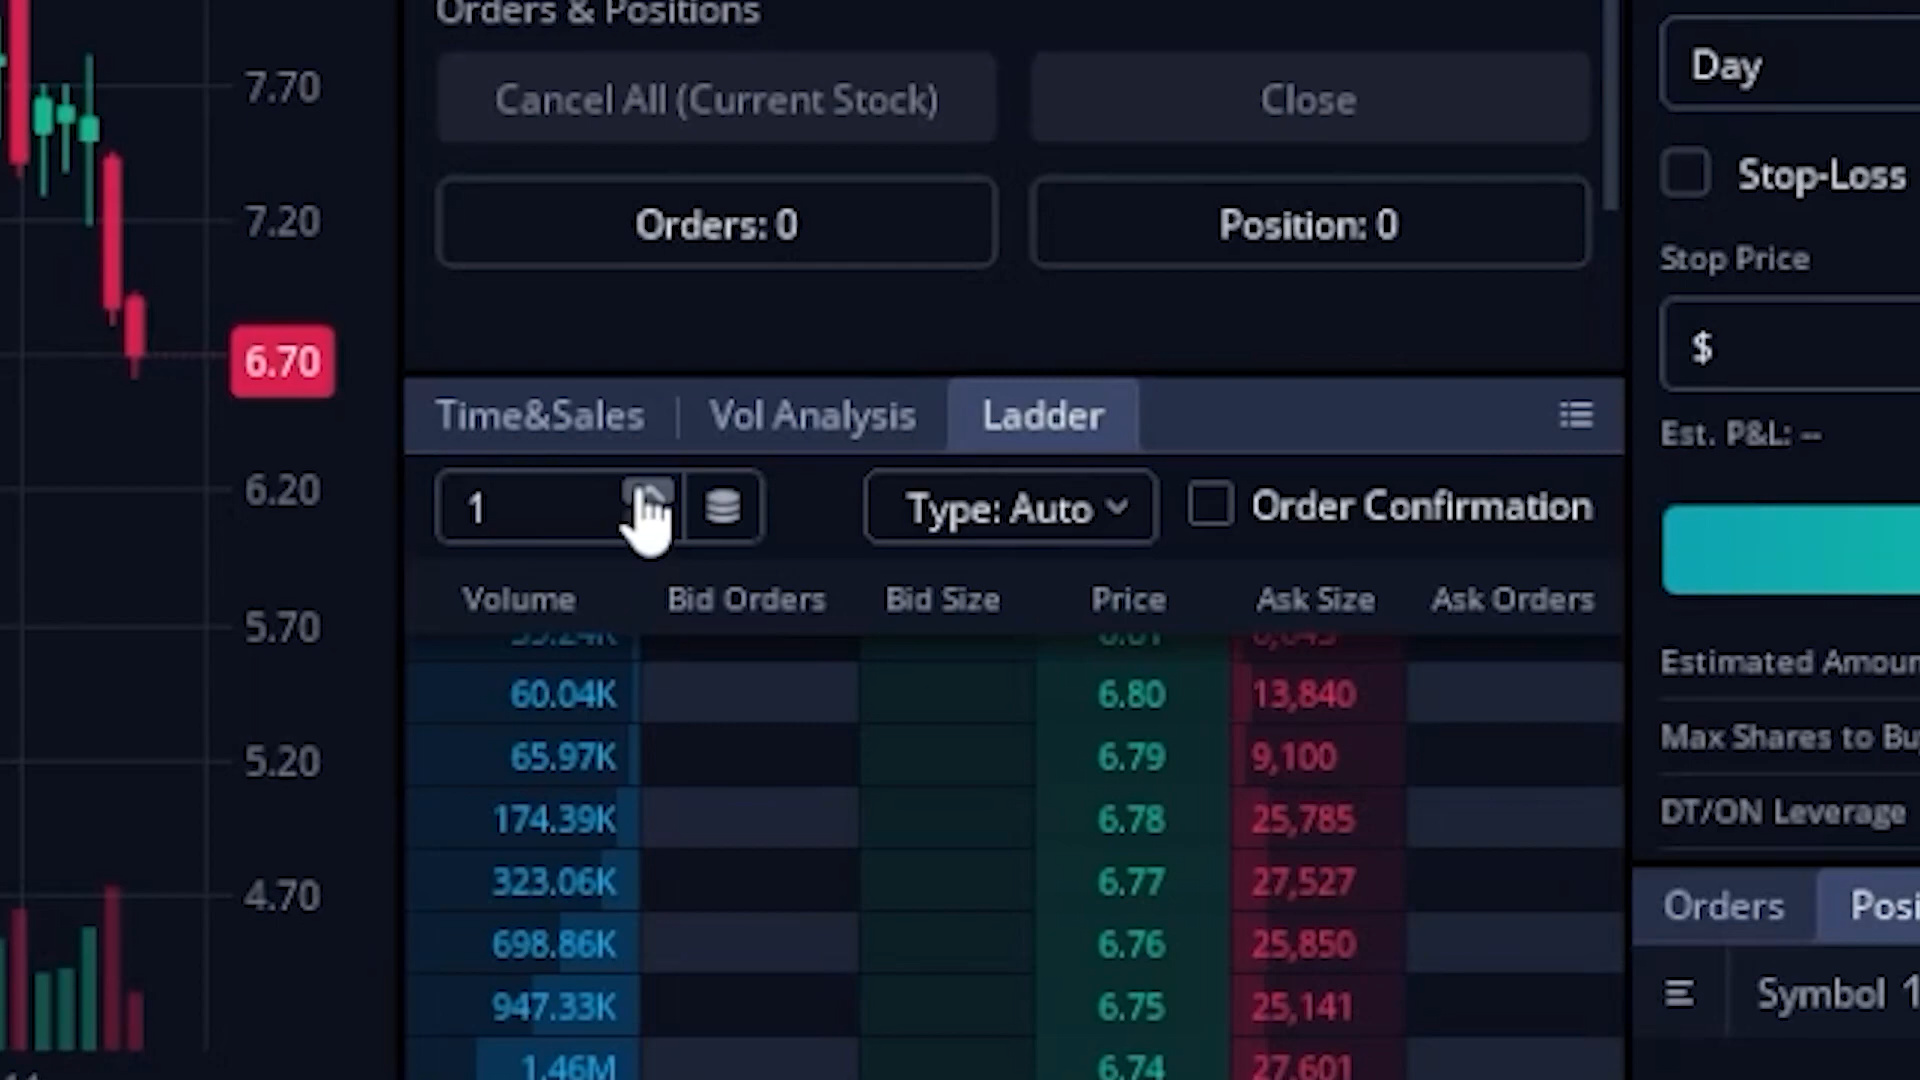 7.70
7.20
6.70
6.20
5.70
5.20
4.70
Orders & Positions
Cancel All (Current Stock)
Close
Orders: 0
Position: 0
Time&Sales
Vol Analysis
Ladder
1
Type: Auto
Order Confirmation
Volume Bid Orders Bid Size Price Ask Size Ask Orders
60.04K 6.80 13,840
65.97K 6.79 9,100
174.39K 6.78 25,785
323.06K 6.77 27,527
698.86K 6.76 25,850
947.33K 6.75 25,141
1.46M 6.74 27,601
Day
Stop-Loss
Stop Price
$
Est. P&L: --
Estimated Amoun
Max Shares to Bu
DT/ON Leverage
Orders
Posi
Symbol 1